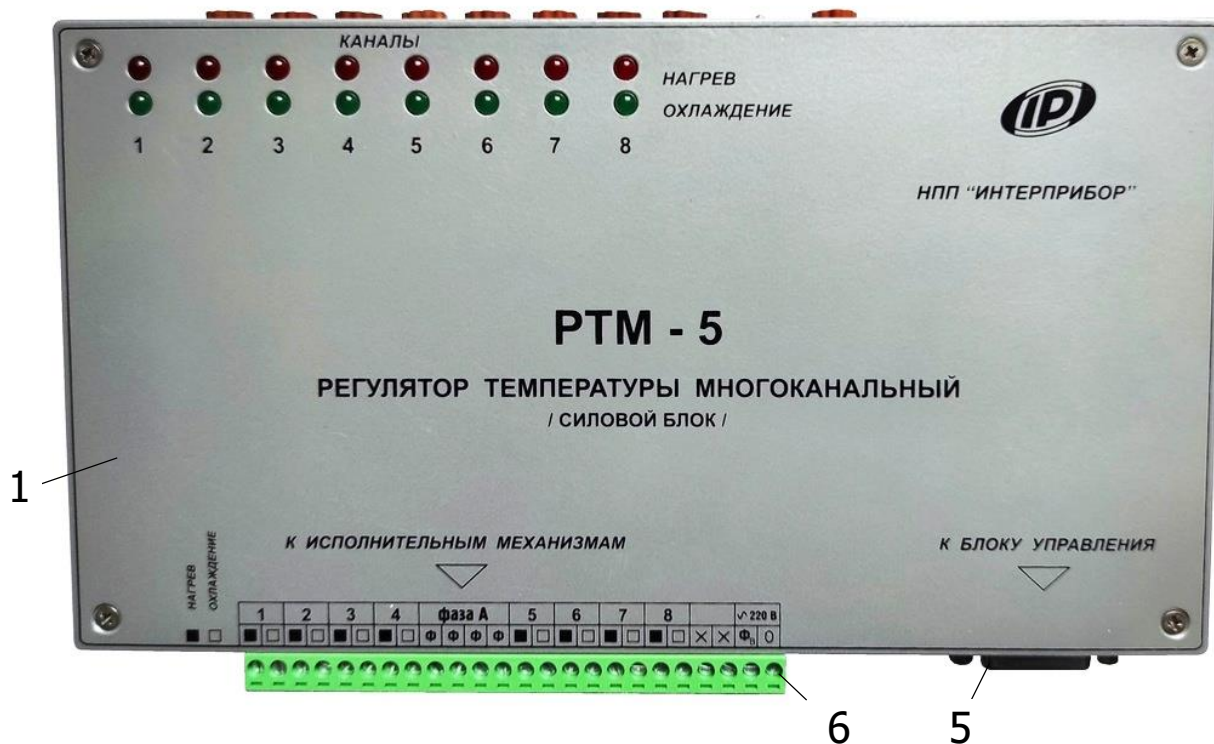 КАНАЛЫ
НАГРЕВ
ОХЛАЖДЕНИЕ
1 2 3 4 5 6 7 8
IP
НПП “ИНТЕРПРИБОР”
РТМ - 5
РЕГУЛЯТОР ТЕМПЕРАТУРЫ МНОГОКАНАЛЬНЫЙ
/ СИЛОВОЙ БЛОК /
1
К ИСПОЛНИТЕЛЬНЫМ МЕХАНИЗМАМ
К БЛОКУ УПРАВЛЕНИЯ
НАГРЕВ
ОХЛАЖДЕНИЕ
1 2 3 4 фаза А 5 6 7 8 ~ 220 В
Ф Ф Ф Ф × × Фв О
6 5